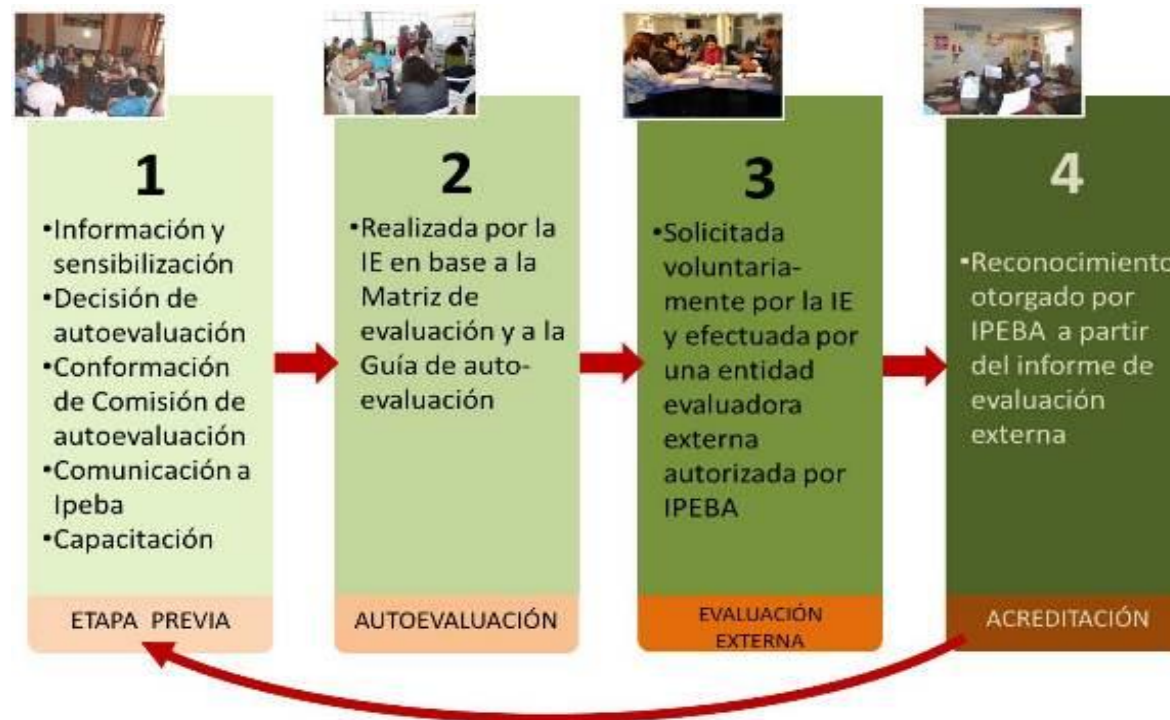 1
•Información y
sensibilización
•Decisión de
autoevaluación
•Conformación
de Comisión de
autoevaluación
•Comunicación a
Ipeba
•Capacitación
ETAPA PREVIA
2
•Realizada por la
IE en base a la
Matriz de
evaluación y a la
Guía de auto-
evaluación
AUTOEVALUACIÓN
3
•Solicitada
voluntaria-
mente por la IE
y efectuada por
una entidad
evaluadora
externa
autorizada por
IPEBA
EVALUACIÓN
EXTERNA
4
•Reconocimiento
otorgado por
IPEBA a partir
del informe de
evaluación
externa
ACREDITACIÓN